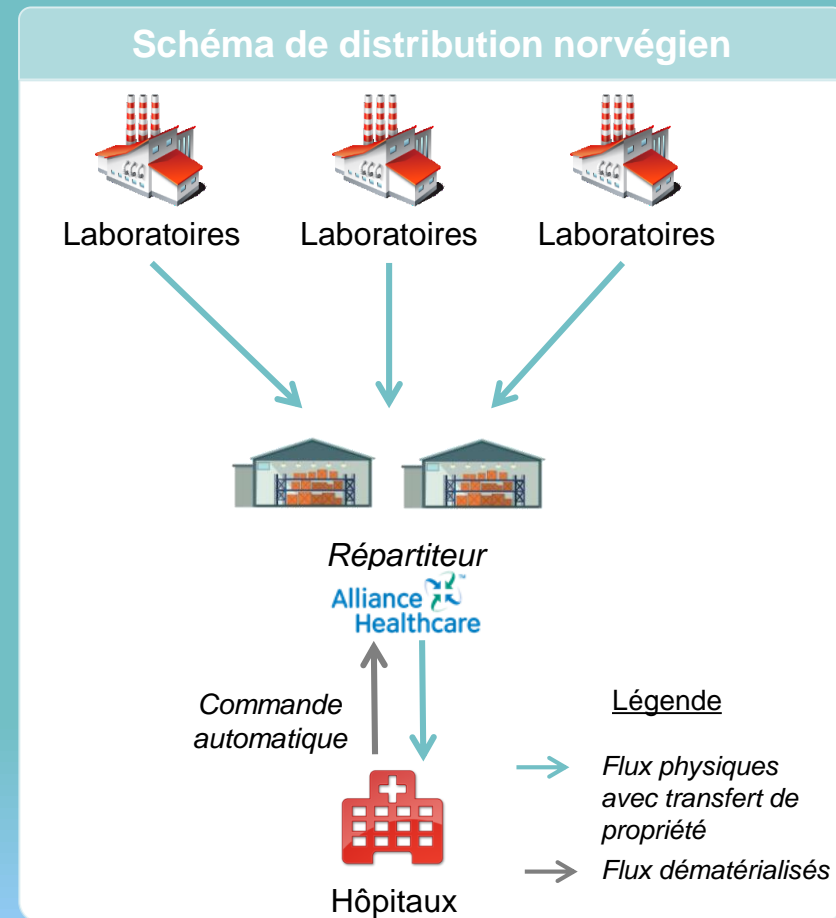 Schéma de distribution norvégien
Laboratoires
Laboratoires
Laboratoires
Répartiteur
Alliance
Healthcare
™
Commande
automatique
Hôpitaux
Légende
Flux physiques
avec transfert de
propriété
Flux dématérialisés